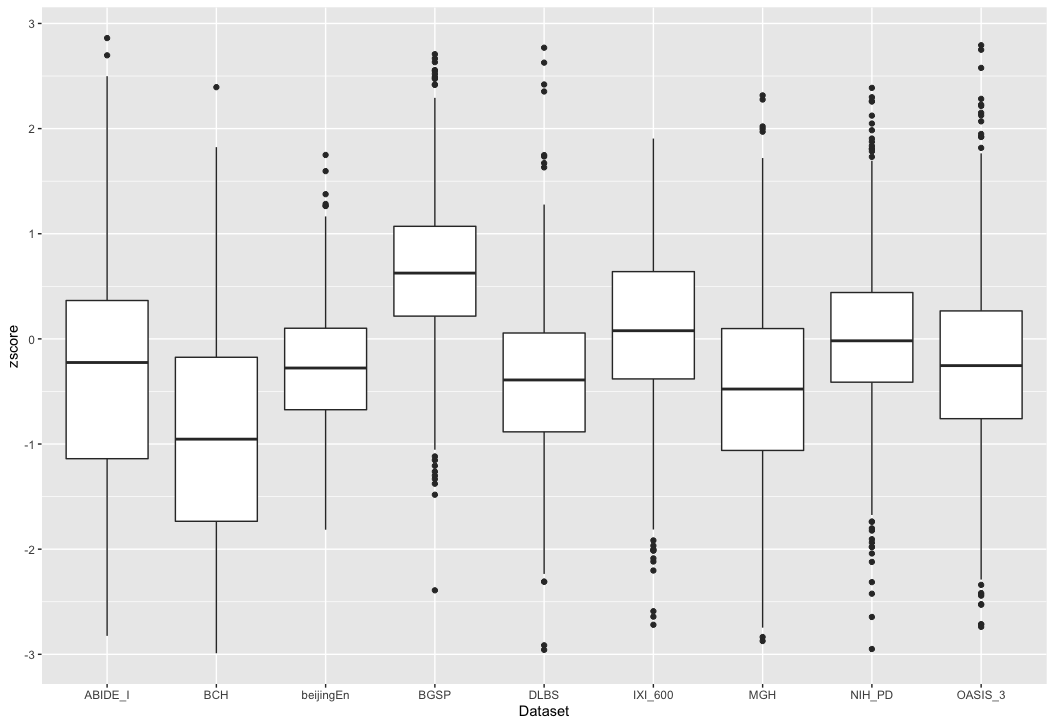 3
2
1
0
-1
-2
-3
zscore
ABIDE_I BCH beijingEn BGSP DLBS IXI_600 MGH NIH_PD OASIS_3
Dataset